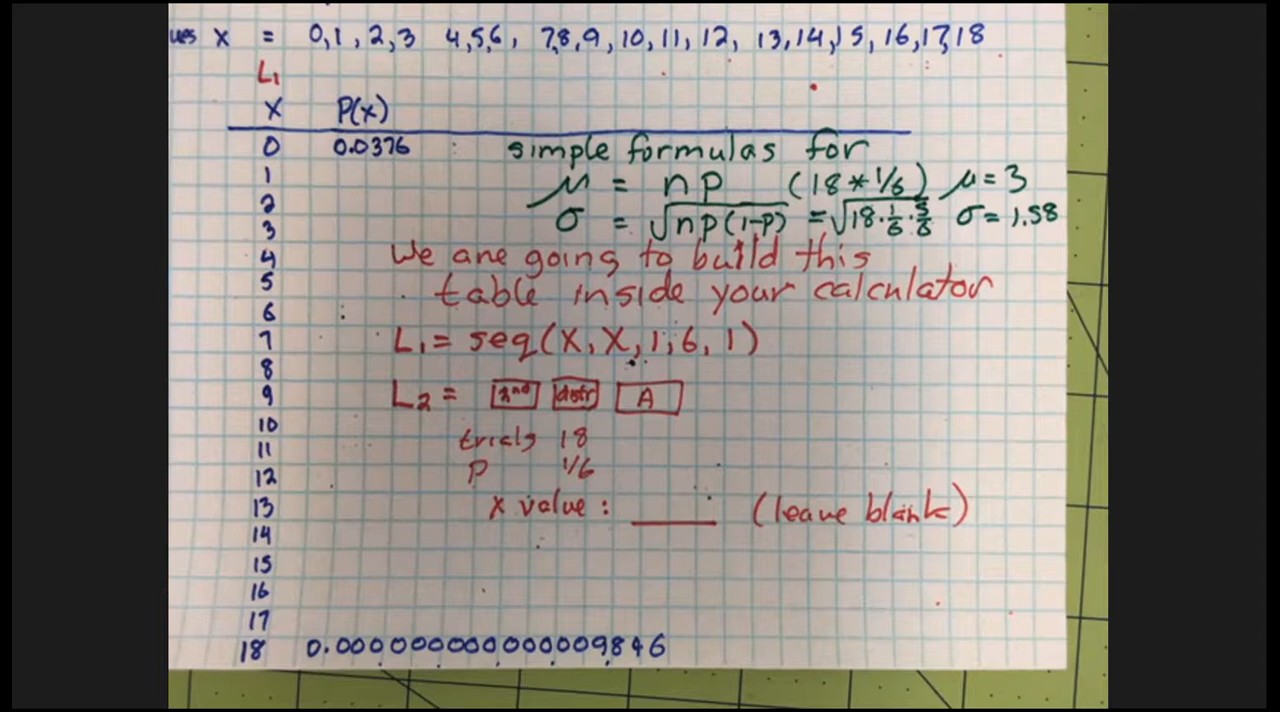 ues X = 0,1,2,3 4,5,6, 7,8,9,10,11,12, 13,14,15,16,17,18
L1
X P(x)
0 0.0376 simple formulas for
1 μ = np (18*1/6) μ=3
2
3 σ = √np(1-p) = √18·1/6·5/6 σ=1.58
4 We are going to build this
5 table inside your calculator
6
7 L1= seq(X,X,1,6,1)
8
9 L2 = 2nd distr A
10
11 trials 18
12 p 1/6
13 x value: ____ (leave blank)
14
15
16
17
18 0.000000000000009846